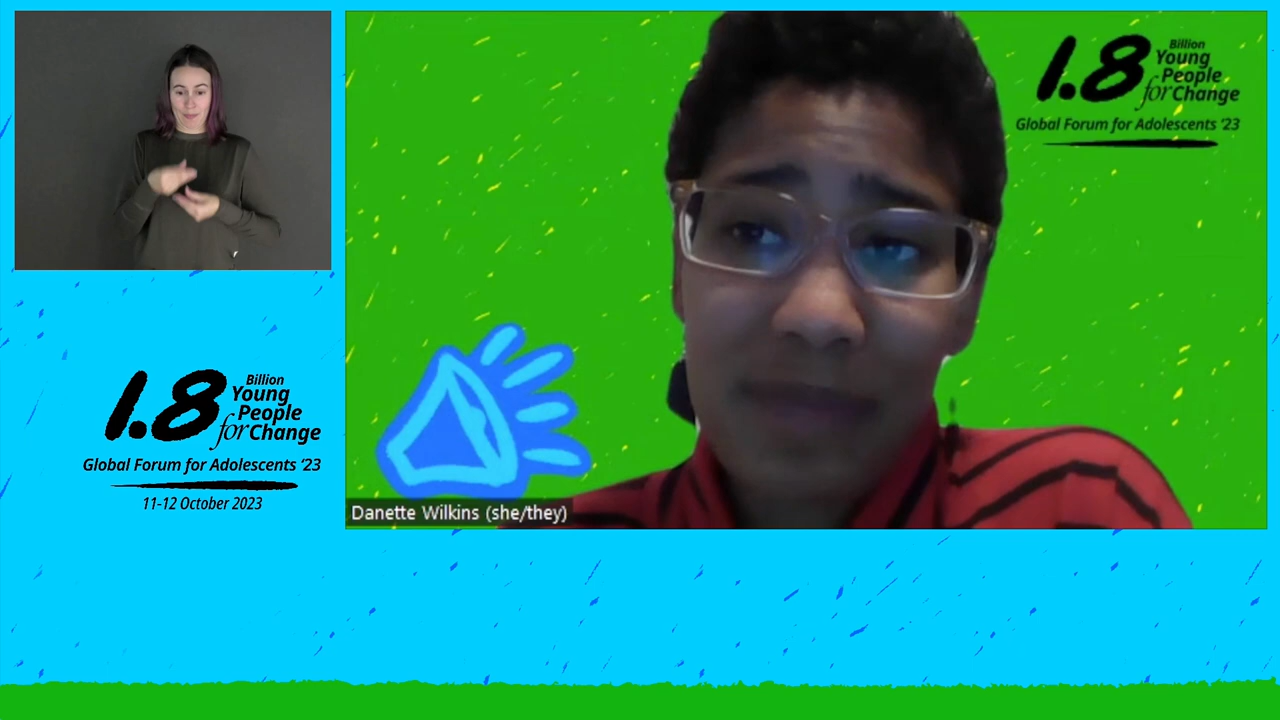 1.8 Billion
Young
People
for Change
Global Forum for Adolescents '23
11-12 October 2023
1.8 Billion
Young
People
for Change
Global Forum for Adolescents '23
Danette Wilkins (she/they)